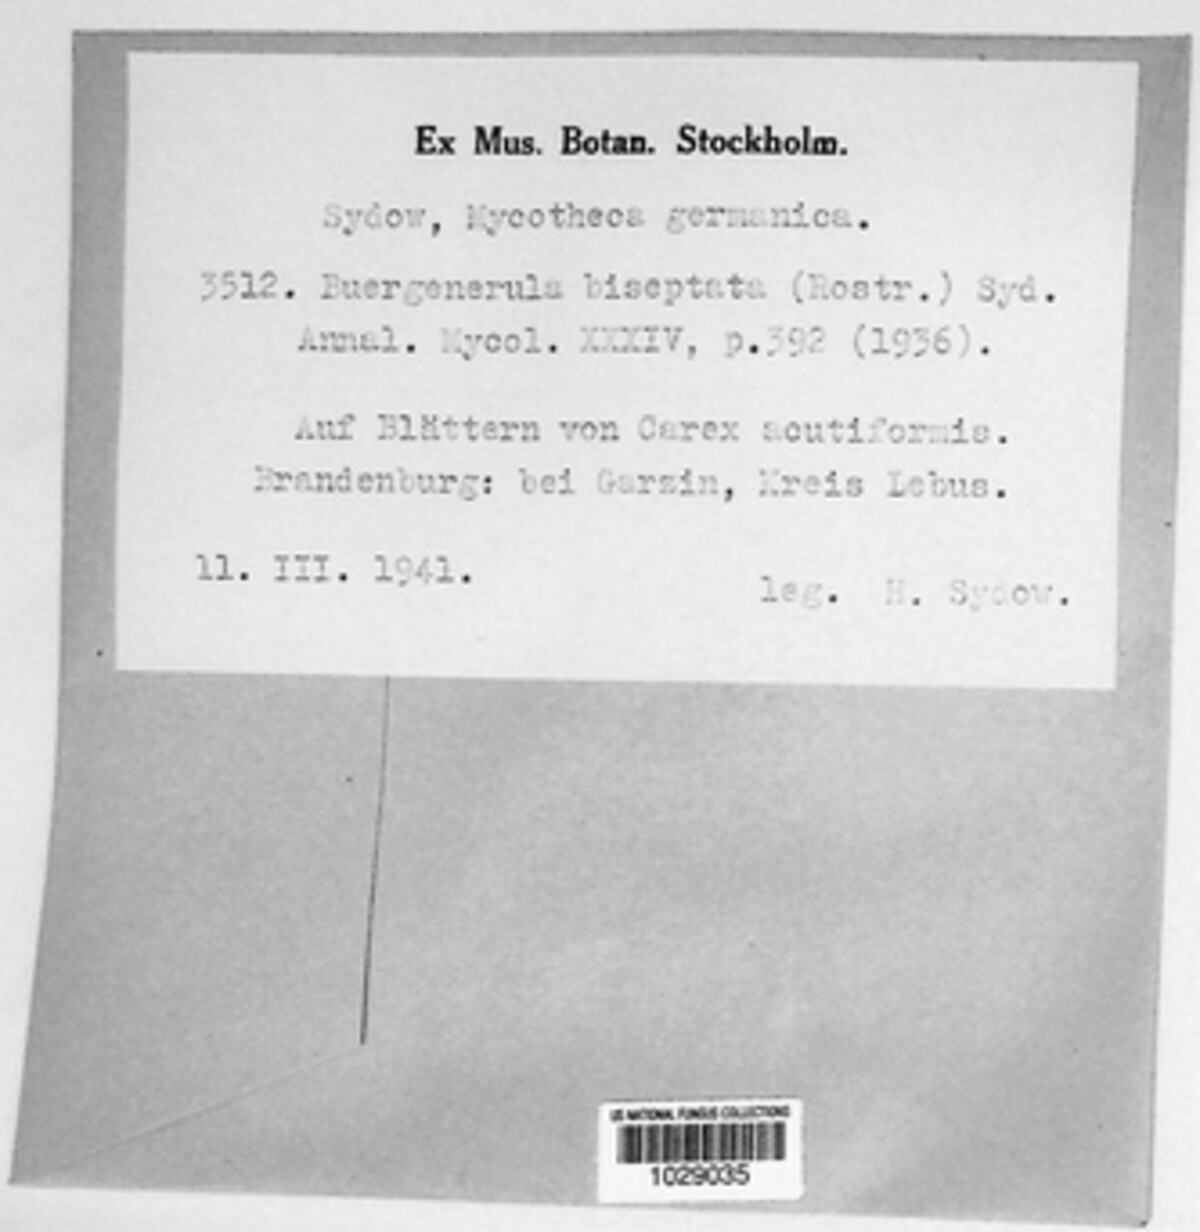 Ex Mus. Botan. Stockholm.
Sydow, Mycotheca germanica.
3512. Buergenerula biseptata (Rostr.) Syd.
Annal. Mycol. XXXIV, p.392 (1936).
Auf Blättern von Carex acutiformis.
Brandenburg: bei Garzin, Kreis Lebus.
11. III. 1941.
leg. H. Sydow.
US NATIONAL FUNGUS COLLECTIONS
1029035